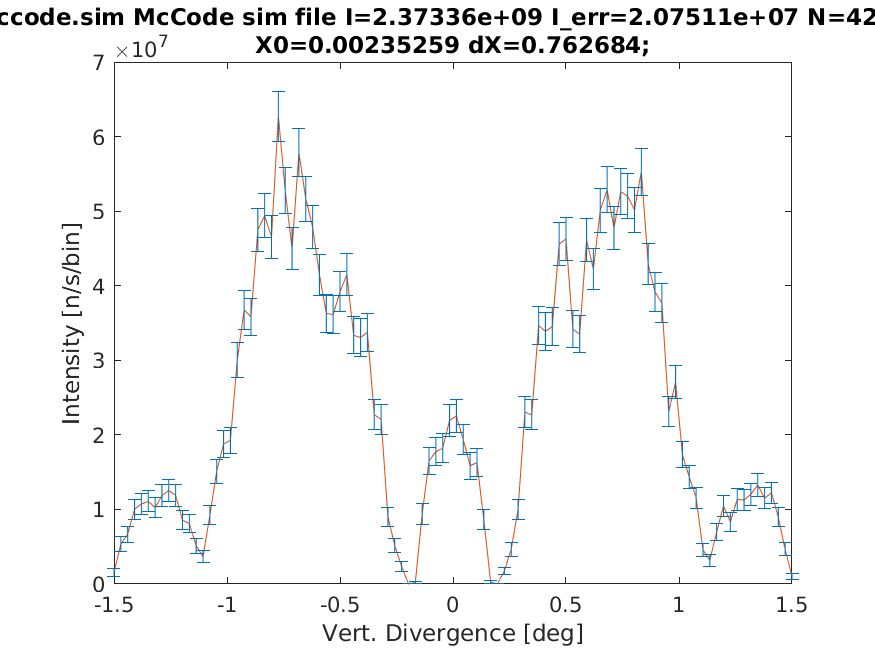 ccode.sim McCode sim file I=2.37336e+09 I_err=2.07511e+07 N=42
X0=0.00235259 dX=0.762684;
×10⁷
7
6
5
4
3
2
1
0
Intensity [n/s/bin]
-1.5 -1 -0.5 0 0.5 1 1.5
Vert. Divergence [deg]